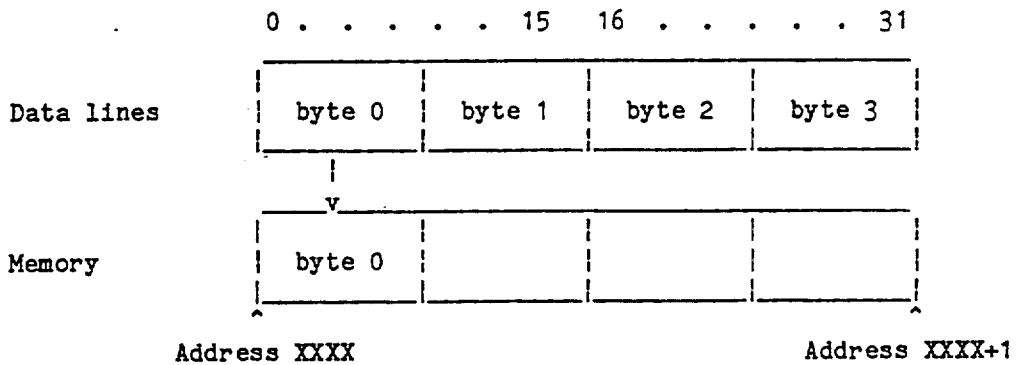 0 . . . . . 15 16 . . . . . 31
Data lines byte 0 byte 1 byte 2 byte 3
v
Memory byte 0
Address XXXX Address XXXX+1